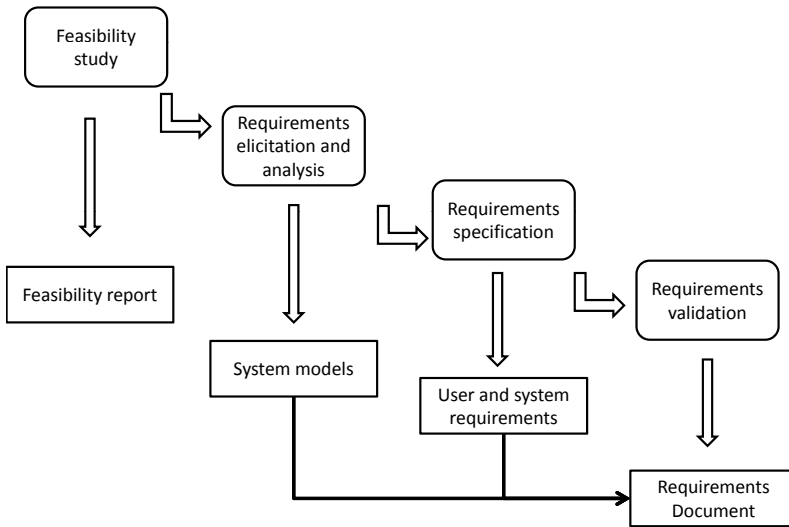 Feasibility
study
Requirements
elicitation and
analysis
Requirements
specification
Requirements
validation
Feasibility report
System models
User and system
requirements
Requirements
Document